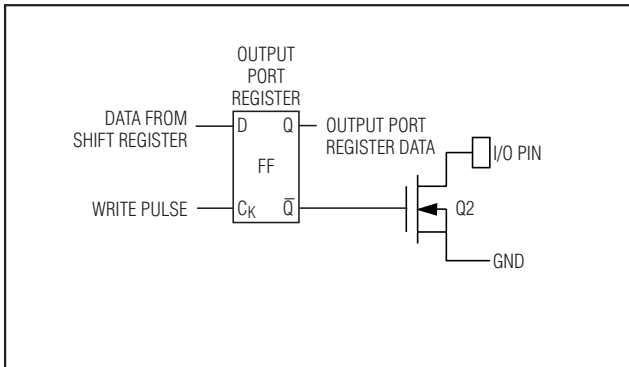 OUTPUT
PORT
REGISTER
DATA FROM
SHIFT REGISTER
D
Q
OUTPUT PORT
REGISTER DATA
FF
I/O PIN
WRITE PULSE
CK
Q̅
Q2
GND